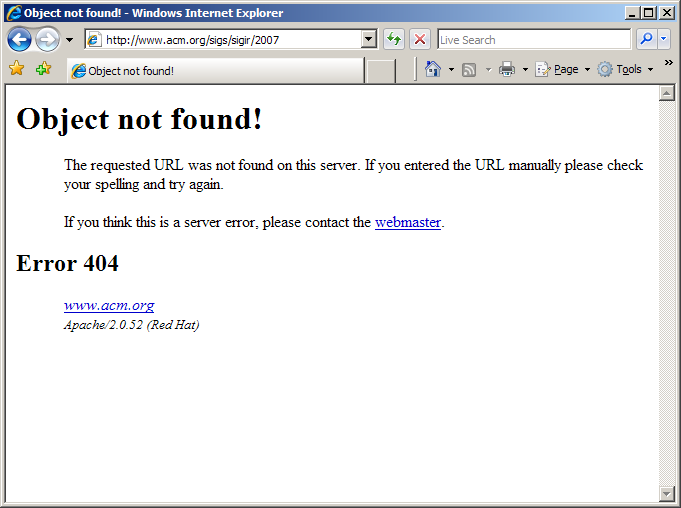 Object not found! - Windows Internet Explorer
http://www.acm.org/sigs/sigir/2007
Live Search
Object not found!
Page
Tools
»
Object not found!
The requested URL was not found on this server. If you entered the URL manually please check
your spelling and try again.
If you think this is a server error, please contact the webmaster.
Error 404
www.acm.org
Apache/2.0.52 (Red Hat)